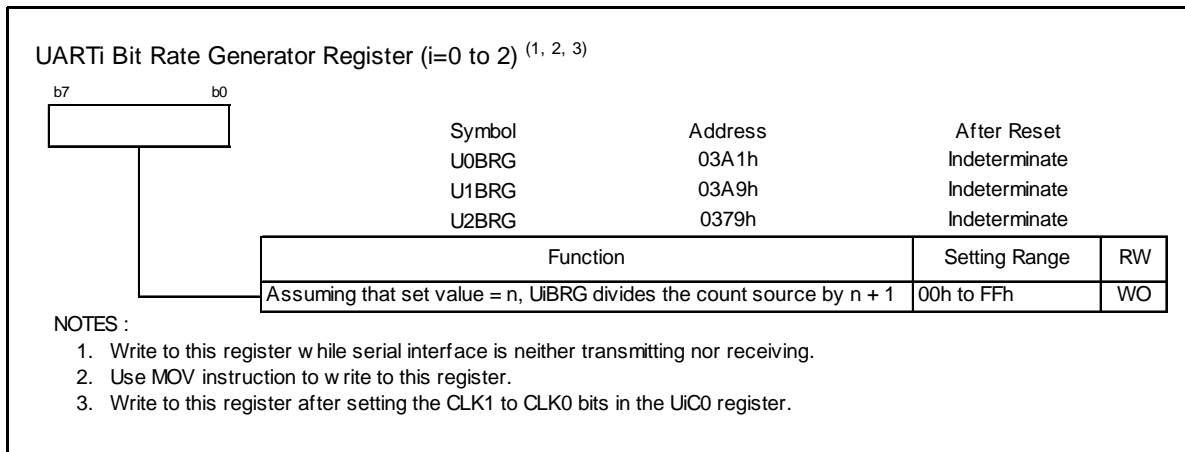 UARTi Bit Rate Generator Register (i=0 to 2) (1, 2, 3)
b7 b0
Symbol Address After Reset
U0BRG 03A1h Indeterminate
U1BRG 03A9h Indeterminate
U2BRG 0379h Indeterminate
Function Setting Range RW
Assuming that set value = n, UiBRG divides the count source by n + 1 00h to FFh WO
NOTES :
1. Write to this register while serial interface is neither transmitting nor receiving.
2. Use MOV instruction to write to this register.
3. Write to this register after setting the CLK1 to CLK0 bits in the UiC0 register.